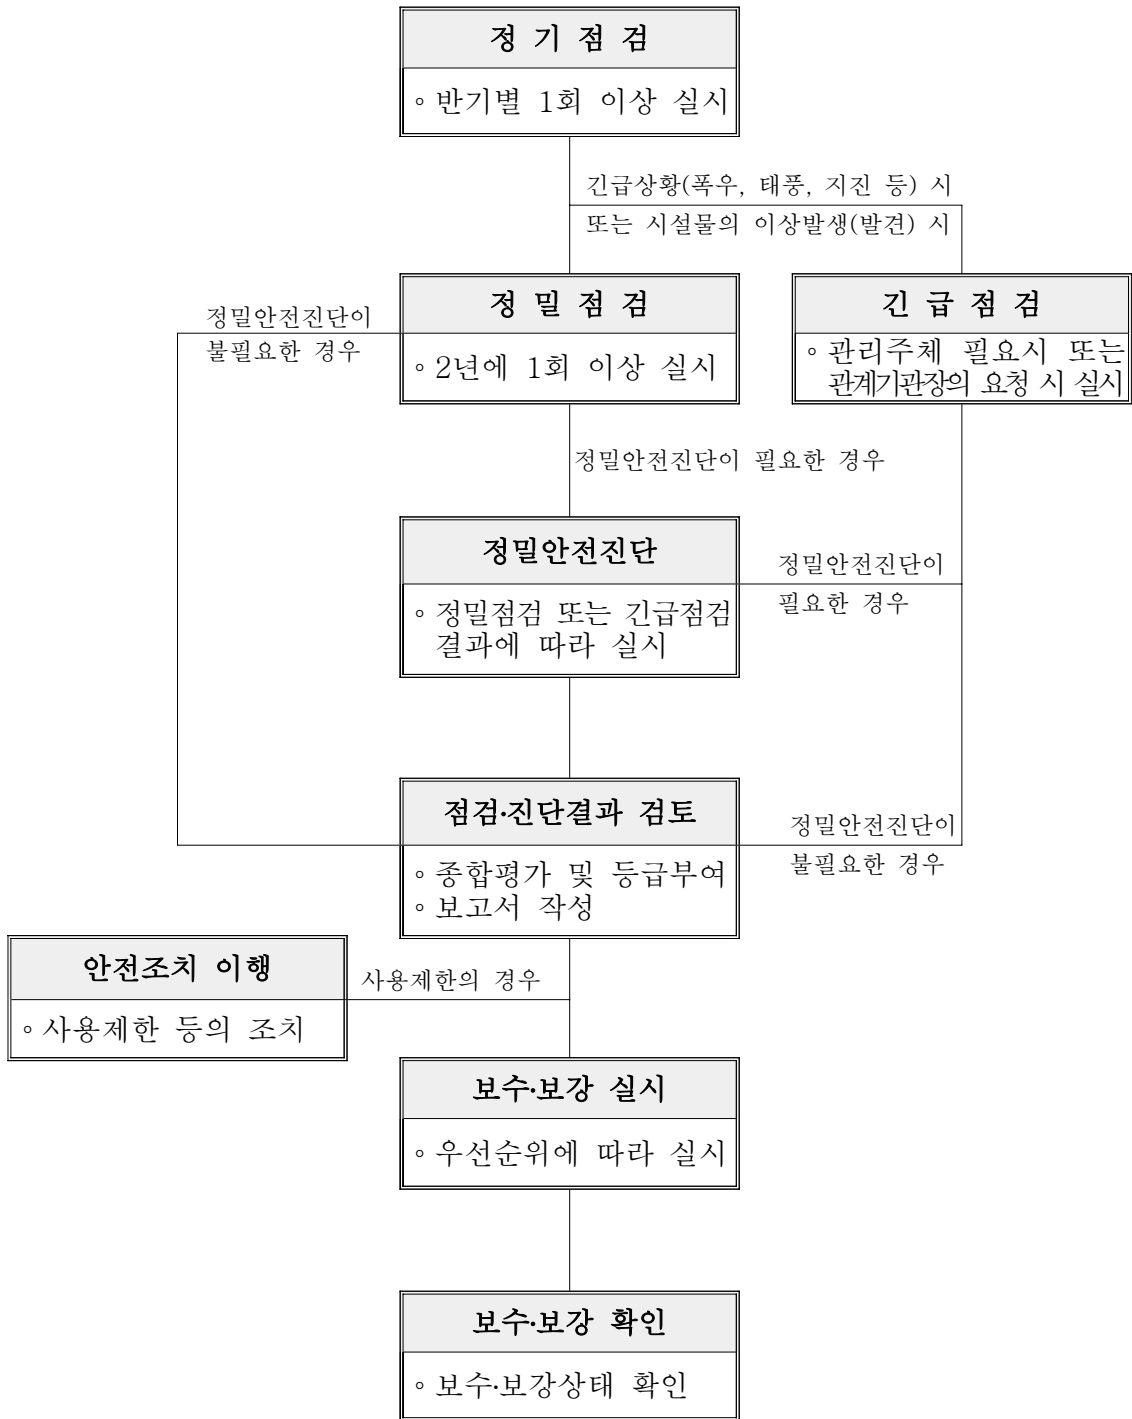 정 기 점 검
◦ 반기별 1회 이상 실시
긴급상황(폭우, 태풍, 지진 등) 시
또는 시설물의 이상발생(발견) 시
정밀안전진단이
불필요한 경우
정 밀 점 검
◦ 2년에 1회 이상 실시
긴 급 점 검
◦ 관리주체 필요시 또는
관계기관장의 요청 시 실시
정밀안전진단이 필요한 경우
정밀안전진단
◦ 정밀점검 또는 긴급점검
결과에 따라 실시
정밀안전진단이
필요한 경우
점검·진단결과 검토
◦ 종합평가 및 등급부여
◦ 보고서 작성
정밀안전진단이
불필요한 경우
안전조치 이행
◦ 사용제한 등의 조치
사용제한의 경우
보수·보강 실시
◦ 우선순위에 따라 실시
보수·보강 확인
◦ 보수·보강상태 확인